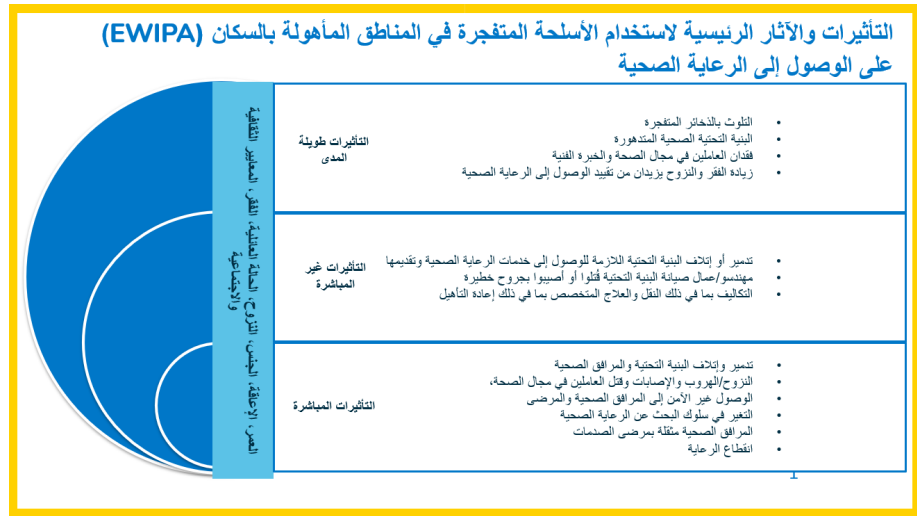 التأثيرات والآثار الرئيسية لاستخدام الأسلحة المتفجرة في المناطق المأهولة بالسكان (EWIPA)
على الوصول إلى الرعاية الصحية
العمر، الإعاقة، الجنس، النزوح، الحالة العائلية، الفقر، المعايير الثقافية
والاجتماعية
التأثيرات طويلة
المدى
• التلوث بالذخائر المتفجرة
• البنية التحتية الصحية المتدهورة
• فقدان العاملين في مجال الصحة والخبرة الفنية
• زيادة الفقر والنزوح يزيدان من تقييد الوصول إلى الرعاية الصحية
التأثيرات غير
المباشرة
• تدمير أو إتلاف البنية التحتية اللازمة للوصول إلى خدمات الرعاية الصحية وتقديمها
• مهندسو/عمال صيانة البنية التحتية قُتلوا أو أصيبوا بجروح خطيرة
• التكاليف بما في ذلك النقل والعلاج المتخصص بما في ذلك إعادة التأهيل
التأثيرات المباشرة
• تدمير وإتلاف البنية التحتية والمرافق الصحية
• النزوح/الهروب والإصابات وقتل العاملين في مجال الصحة،
• الوصول غير الآمن إلى المرافق الصحية والمرضى
• التغير في سلوك البحث عن الرعاية الصحية
• المرافق الصحية مثقلة بمرضى الصدمات
• انقطاع الرعاية
1